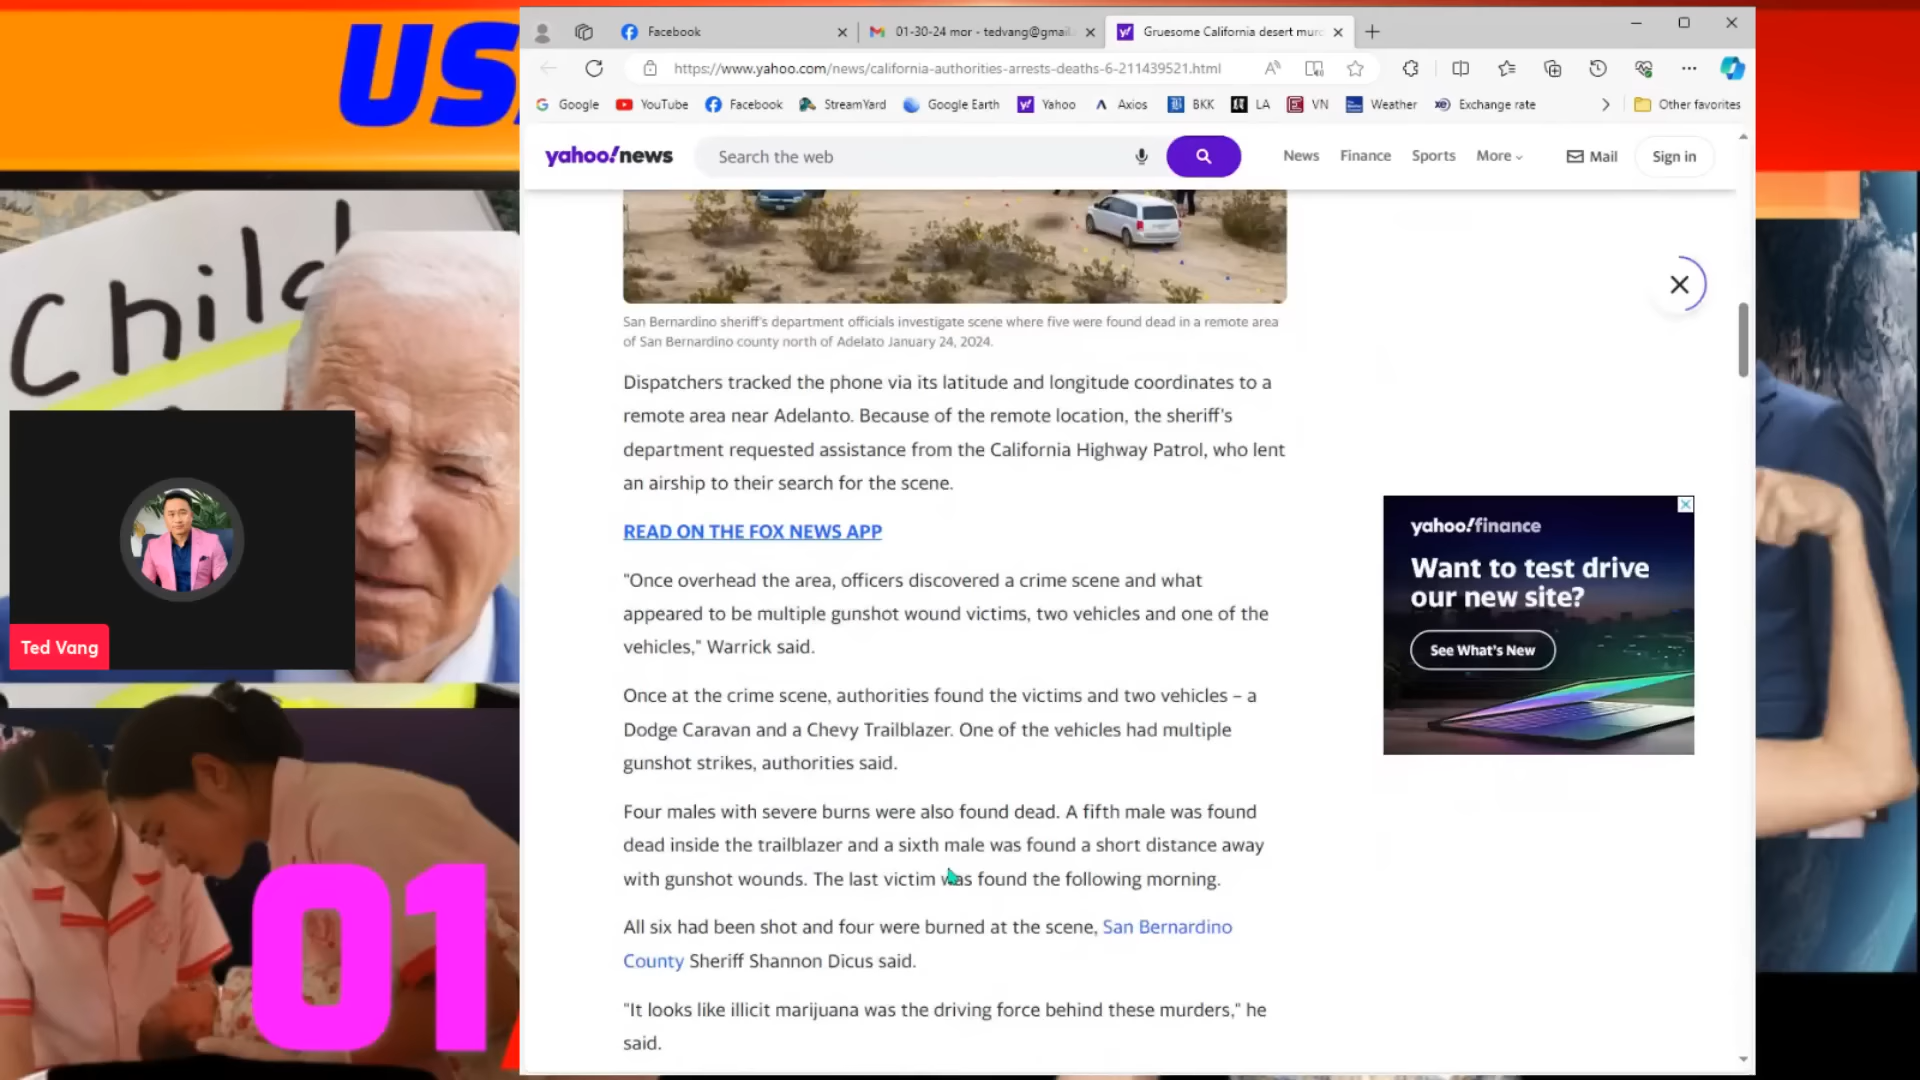 US
Child
Ted Vang
01
Facebook
01-30-24 mor - tedvang@gmail.
Gruesome California desert murd
https://www.yahoo.com/news/california-authorities-arrests-deaths-6-211439521.html
Google YouTube Facebook StreamYard Google Earth Yahoo Axios BKK LA VN Weather Exchange rate Other favorites
yahoo!news
Search the web
News Finance Sports More Mail Sign in
San Bernardino sheriff's department officials investigate scene where five were found dead in a remote area
of San Bernardino county north of Adelato January 24, 2024.
Dispatchers tracked the phone via its latitude and longitude coordinates to a
remote area near Adelanto. Because of the remote location, the sheriff's
department requested assistance from the California Highway Patrol, who lent
an airship to their search for the scene.
READ ON THE FOX NEWS APP
"Once overhead the area, officers discovered a crime scene and what
appeared to be multiple gunshot wound victims, two vehicles and one of the
vehicles," Warrick said.
Once at the crime scene, authorities found the victims and two vehicles – a
Dodge Caravan and a Chevy Trailblazer. One of the vehicles had multiple
gunshot strikes, authorities said.
Four males with severe burns were also found dead. A fifth male was found
dead inside the trailblazer and a sixth male was found a short distance away
with gunshot wounds. The last victim was found the following morning.
All six had been shot and four were burned at the scene, San Bernardino
County Sheriff Shannon Dicus said.
"It looks like illicit marijuana was the driving force behind these murders," he
said.
yahoo!finance
Want to test drive
our new site?
See What's New